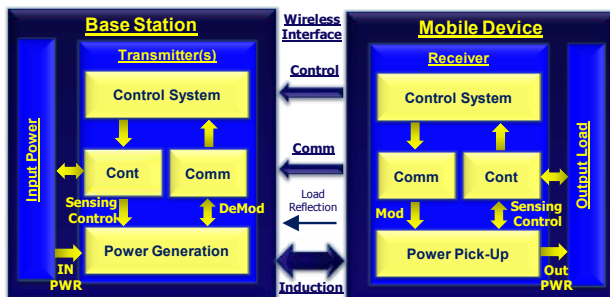 Base Station
Transmitter(s)
Input Power
Control System
Cont
Comm
Sensing
Control
DeMod
Power Generation
IN
PWR
Wireless
Interface
Control
Comm
Load
Reflection
Induction
Mobile Device
Receiver
Control System
Comm
Cont
Mod
Sensing
Control
Power Pick-Up
Out
PWR
Output Load